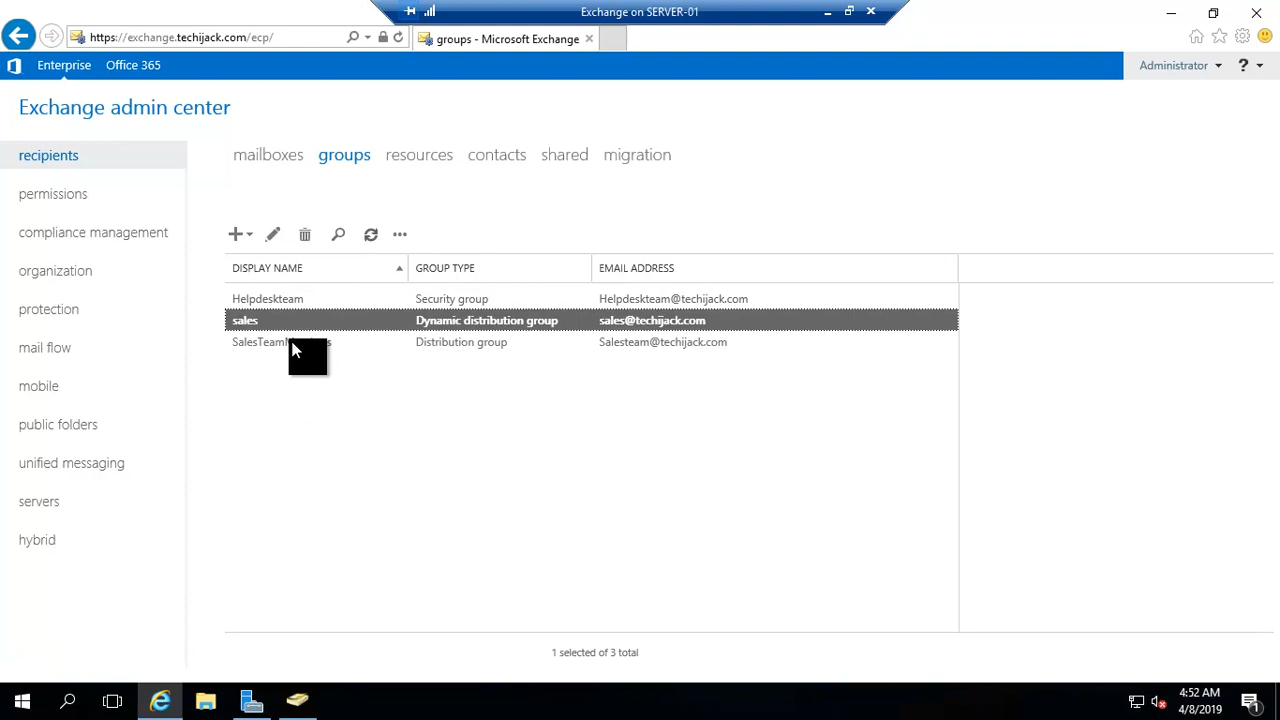 Exchange on SERVER-01
https://exchange.techijack.com/ecp/
groups - Microsoft Exchange
Enterprise Office 365 Administrator ?
Exchange admin center
recipients
permissions
compliance management
organization
protection
mail flow
mobile
public folders
unified messaging
servers
hybrid
mailboxes groups resources contacts shared migration
DISPLAY NAME GROUP TYPE EMAIL ADDRESS
Helpdeskteam Security group Helpdeskteam@techijack.com
sales Dynamic distribution group sales@techijack.com
Distribution group Salesteam@techijack.com
1 selected of 3 total
4:52 AM
4/8/2019
1